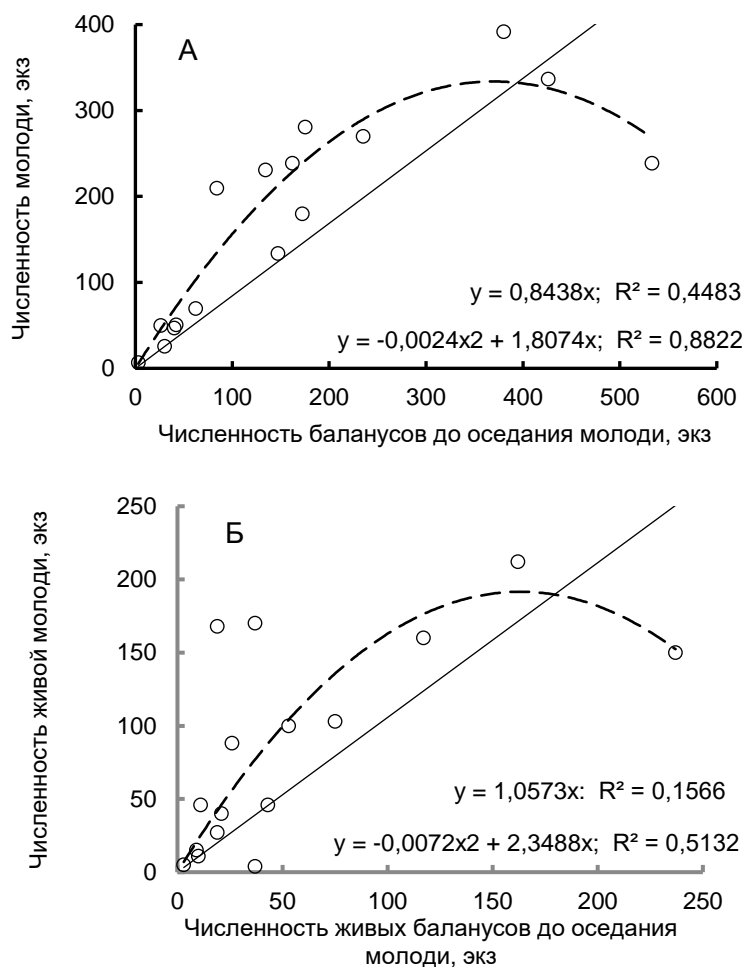 400
А
300
200
100
0
Численность молоди, экз
y = 0,8438x; R² = 0,4483
y = -0,0024x2 + 1,8074x; R² = 0,8822
0 100 200 300 400 500 600
Численность баланусов до оседания молоди, экз
250
Б
200
150
100
50
0
Численность живой молоди, экз
y = 1,0573x: R² = 0,1566
y = -0,0072x2 + 2,3488x; R² = 0,5132
0 50 100 150 200 250
Численность живых баланусов до оседания
молоди, экз